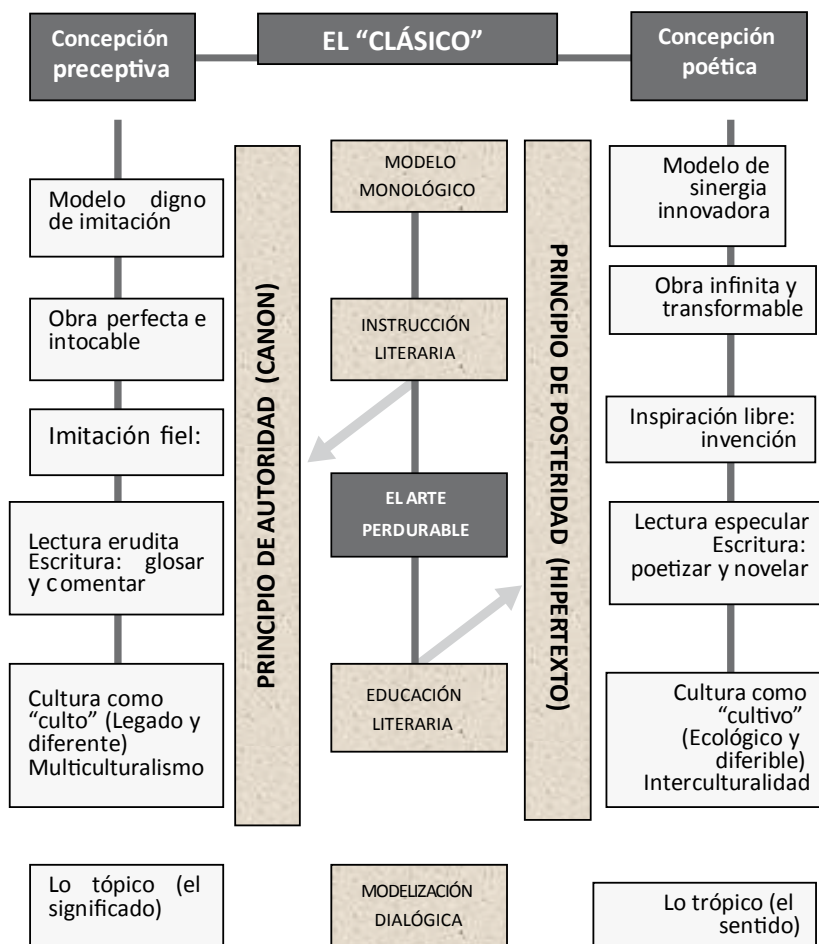 Concepción
preceptiva
EL “CLÁSICO”
Concepción
poética
Modelo digno
de imitación
Obra perfecta e
intocable
Imitación fiel:
Lectura erudita
Escritura: glosar
y comentar
Cultura como
“culto” (Legado y
diferente)
Multiculturalismo
Lo tópico (el
significado)
PRINCIPIO DE AUTORIDAD (CANON)
MODELO
MONOLÓGICO
INSTRUCCIÓN
LITERARIA
EL ARTE
PERDURABLE
EDUCACIÓN
LITERARIA
MODELIZACIÓN
DIALÓGICA
PRINCIPIO DE POSTERIDAD (HIPERTEXTO)
Modelo de
sinergia
innovadora
Obra infinita y
transformable
Inspiración libre:
invención
Lectura especular
Escritura:
poetizar y novelar
Cultura como
“cultivo”
(Ecológico y
diferible)
Interculturalidad
Lo trópico (el
sentido)